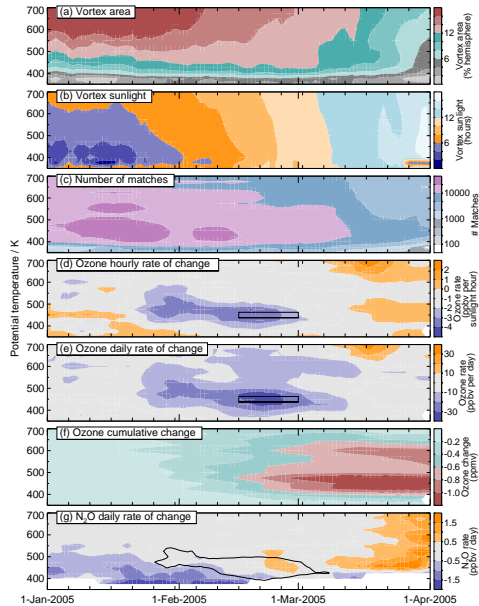 (a) Vortex area
700
600
500
400
12
6
Vortex area
(% hemisphere)
(b) Vortex sunlight
700
600
500
400
12
6
Vortex sunlight
(hours)
(c) Number of matches
700
600
500
400
10000
1000
100
# Matches
(d) Ozone hourly rate of change
700
600
500
400
2
1
-1
-2
-3
-4
Ozone rate
(ppbv per
sunlight hour)
(e) Ozone daily rate of change
700
600
500
400
30
10
-10
-30
Ozone rate
(ppbv per day)
(f) Ozone cumulative change
700
600
500
400
-0.2
-0.6
-1.0
Ozone change
(ppmv)
(g) N2O daily rate of change
700
600
500
400
1.5
0.5
-0.5
-1.5
N2O rate
(ppbv / day)
Potential temperature / K
1-Jan-2005
1-Feb-2005
1-Mar-2005
1-Apr-2005